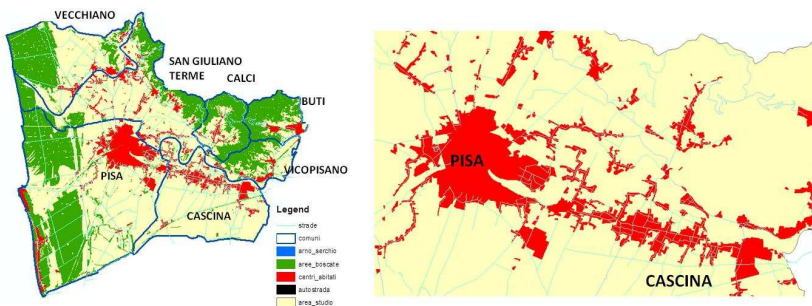 VECCHIANO
SAN GIULIANO
TERME
CALCI
BUTI
PISA
VICOPISANO
CASCINA
Legend
strade
comuni
arno_serchio
aree_boscate
centri_abitati
autostrada
area_studio
PISA
CASCINA